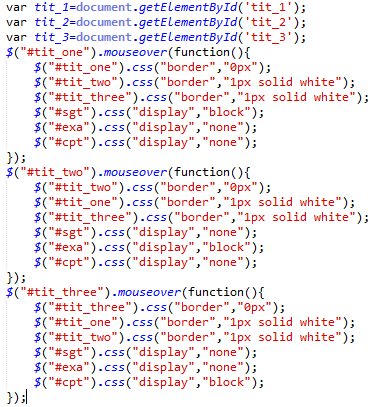 var tit_1=document.getElementById('tit_1');
var tit_2=document.getElementById('tit_2');
var tit_3=document.getElementById('tit_3');
$("#tit_one").mouseover(function(){
    $("#tit_one").css("border","0px");
    $("#tit_two").css("border","1px solid white");
    $("#tit_three").css("border","1px solid white");
    $("#sgt").css("display","block");
    $("#exa").css("display","none");
    $("#cpt").css("display","none");
});
$("#tit_two").mouseover(function(){
    $("#tit_two").css("border","0px");
    $("#tit_one").css("border","1px solid white");
    $("#tit_three").css("border","1px solid white");
    $("#sgt").css("display","none");
    $("#exa").css("display","block");
    $("#cpt").css("display","none");
});
$("#tit_three").mouseover(function(){
    $("#tit_three").css("border","0px");
    $("#tit_one").css("border","1px solid white");
    $("#tit_two").css("border","1px solid white");
    $("#sgt").css("display","none");
    $("#exa").css("display","none");
    $("#cpt").css("display","block");
});